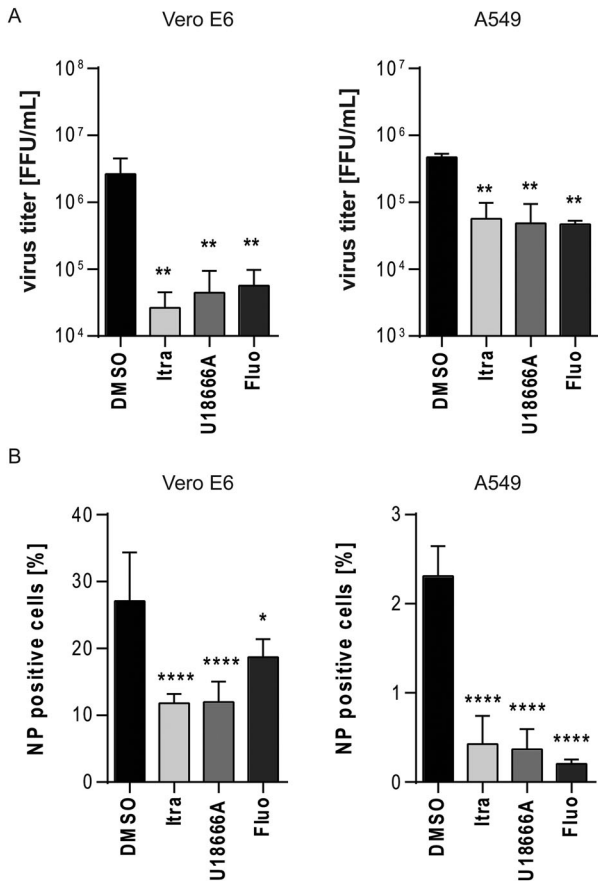 A
Vero E6
A549
virus titer [FFU/mL]
10⁸
10⁷
10⁶
10⁵
10⁴
**
**
**
DMSO
Itra
U18666A
Fluo
virus titer [FFU/mL]
10⁷
10⁶
10⁵
10⁴
10³
**
**
**
DMSO
Itra
U18666A
Fluo
B
Vero E6
A549
NP positive cells [%]
40
30
20
10
0
****
****
*
DMSO
Itra
U18666A
Fluo
NP positive cells [%]
3
2
1
0
****
****
****
DMSO
Itra
U18666A
Fluo